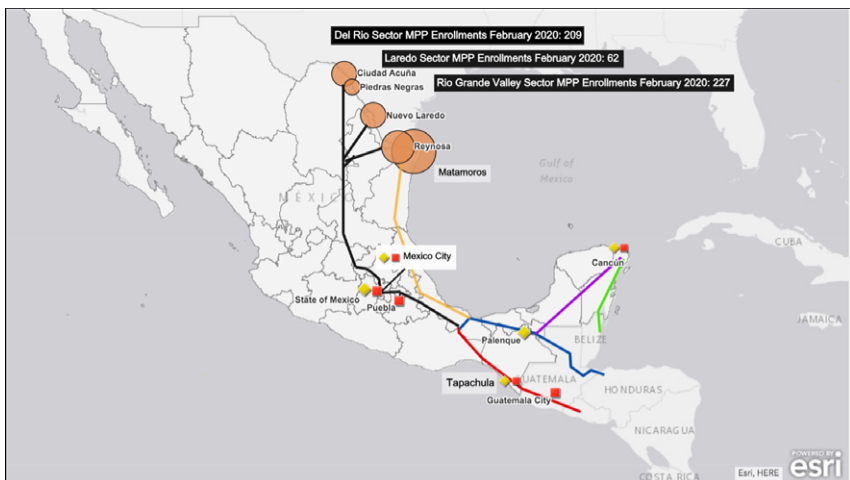 Del Rio Sector MPP Enrollments February 2020: 209
Laredo Sector MPP Enrollments February 2020: 62
Rio Grande Valley Sector MPP Enrollments February 2020: 227
Ciudad Acuña
Piedras Negras
Nuevo Laredo
Reynosa
Matamoros
Gulf of
Mexico
MÉXICO
CUBA
Mexico City
Cancún
State of Mexico
Puebla
JAMAICA
Palenque
BELIZE
Tapachula
GUATEMALA
HONDURAS
Guatemala City
NICARAGUA
COSTA RICA
Esri, HERE
POWERED BY
esri